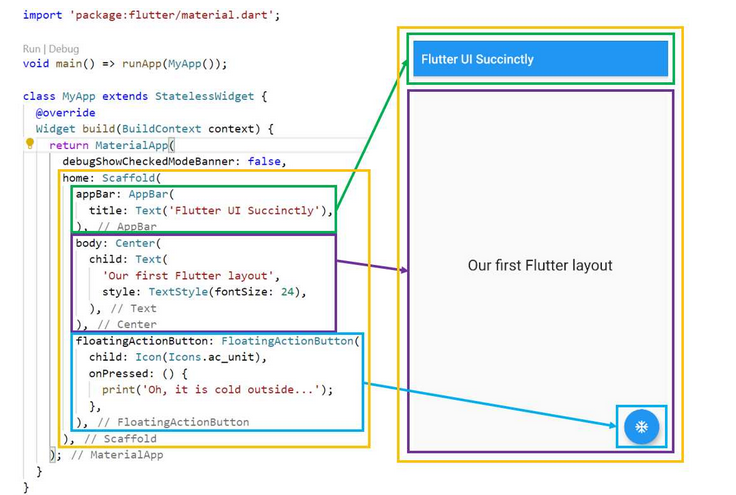 import 'package:flutter/material.dart';
Run | Debug
void main() => runApp(MyApp());
class MyApp extends StatelessWidget {
@override
Widget build(BuildContext context) {
return MaterialApp(
debugShowCheckedModeBanner: false,
home: Scaffold(
appBar: AppBar(
title: Text('Flutter UI Succinctly'),
), // AppBar
body: Center(
child: Text(
'Our first Flutter layout',
style: TextStyle(fontSize: 24),
), // Text
), // Center
floatingActionButton: FloatingActionButton(
child: Icon(Icons.ac_unit),
onPressed: () {
print('Oh, it is cold outside...');
},
), // FloatingActionButton
), // Scaffold
); // MaterialApp
}
}
Flutter UI Succinctly
Our first Flutter layout